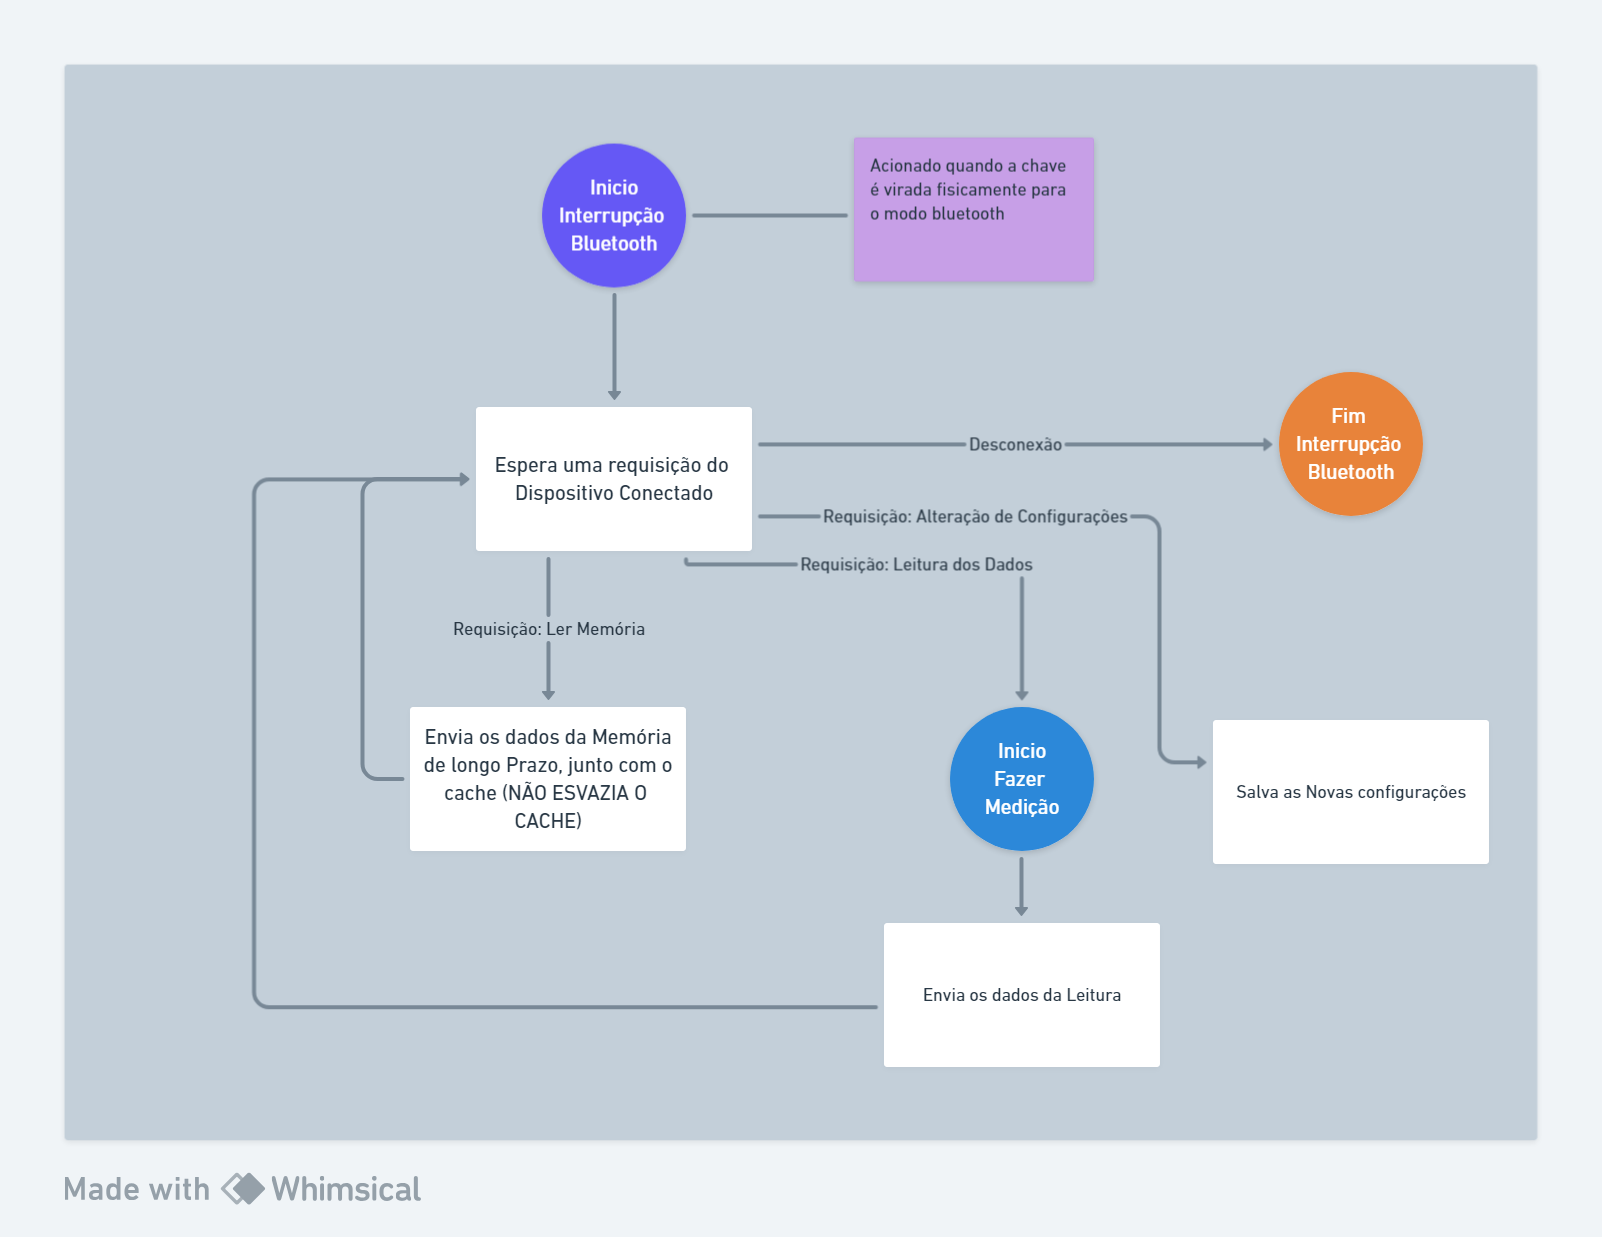 Inicio
Interrupção
Bluetooth
Acionado quando a chave
é virada fisicamente para
o modo bluetooth
Espera uma requisição do
Dispositivo Conectado
Desconexão
Fim
Interrupção
Bluetooth
Requisição: Alteração de Configurações
Requisição: Leitura dos Dados
Requisição: Ler Memória
Envia os dados da Memória
de longo Prazo, junto com o
cache (NÃO ESVAZIA O
CACHE)
Inicio
Fazer
Medição
Salva as Novas configurações
Envia os dados da Leitura
Made with Whimsical